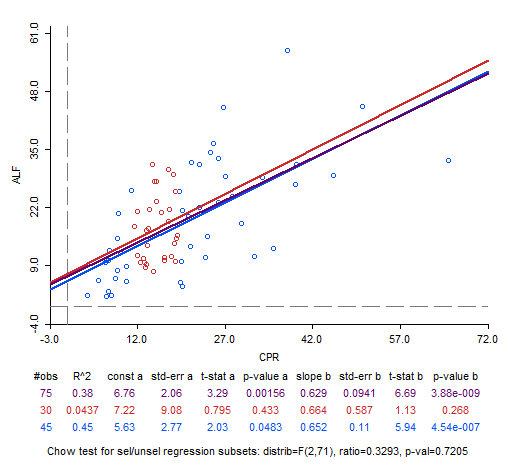 61.0
48.0
35.0
22.0
9.0
-4.0
ALF
-3.0 12.0 27.0 42.0 57.0 72.0
CPR
#obs R^2 const a std-err a t-stat a p-value a slope b std-err b t-stat b p-value b
75 0.38 6.76 2.06 3.29 0.00156 0.629 0.0941 6.69 3.88e-009
30 0.0437 7.22 9.08 0.795 0.433 0.664 0.587 1.13 0.268
45 0.45 5.63 2.77 2.03 0.0483 0.652 0.11 5.94 4.54e-007
Chow test for sel/unsel regression subsets: distrib=F(2,71), ratio=0.3293, p-val=0.7205